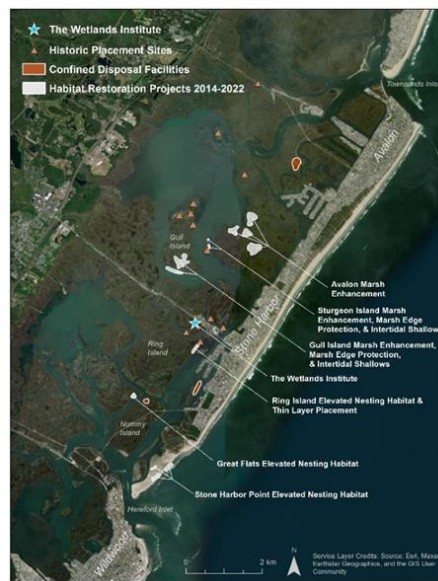 The Wetlands Institute
Historic Placement Sites
Confined Disposal Facilities
Habitat Restoration Projects 2014-2022
Townsends Inlet
Avalon
Gull
Island
Avalon Marsh
Enhancement
Sturgeon Island Marsh
Enhancement, Marsh Edge
Protection, & Intertidal Shallow
Stone Harbor
Gull Island Marsh Enhancement,
Marsh Edge Protection,
& Intertidal Shallows
Ring
Island
The Wetlands Institute
Ring Island Elevated Nesting Habitat &
Thin Layer Placement
Nummy
Island
Great Flats Elevated Nesting Habitat
Stone Harbor Point Elevated Nesting Habitat
Hereford Inlet
Wildwood
0
2 km
N
Service Layer Credits: Source: Esri, Maxa
Earthstar Geographics, and the GIS User
Community